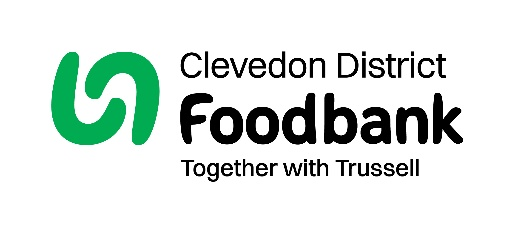 Clevedon District
Foodbank
Together with Trussell